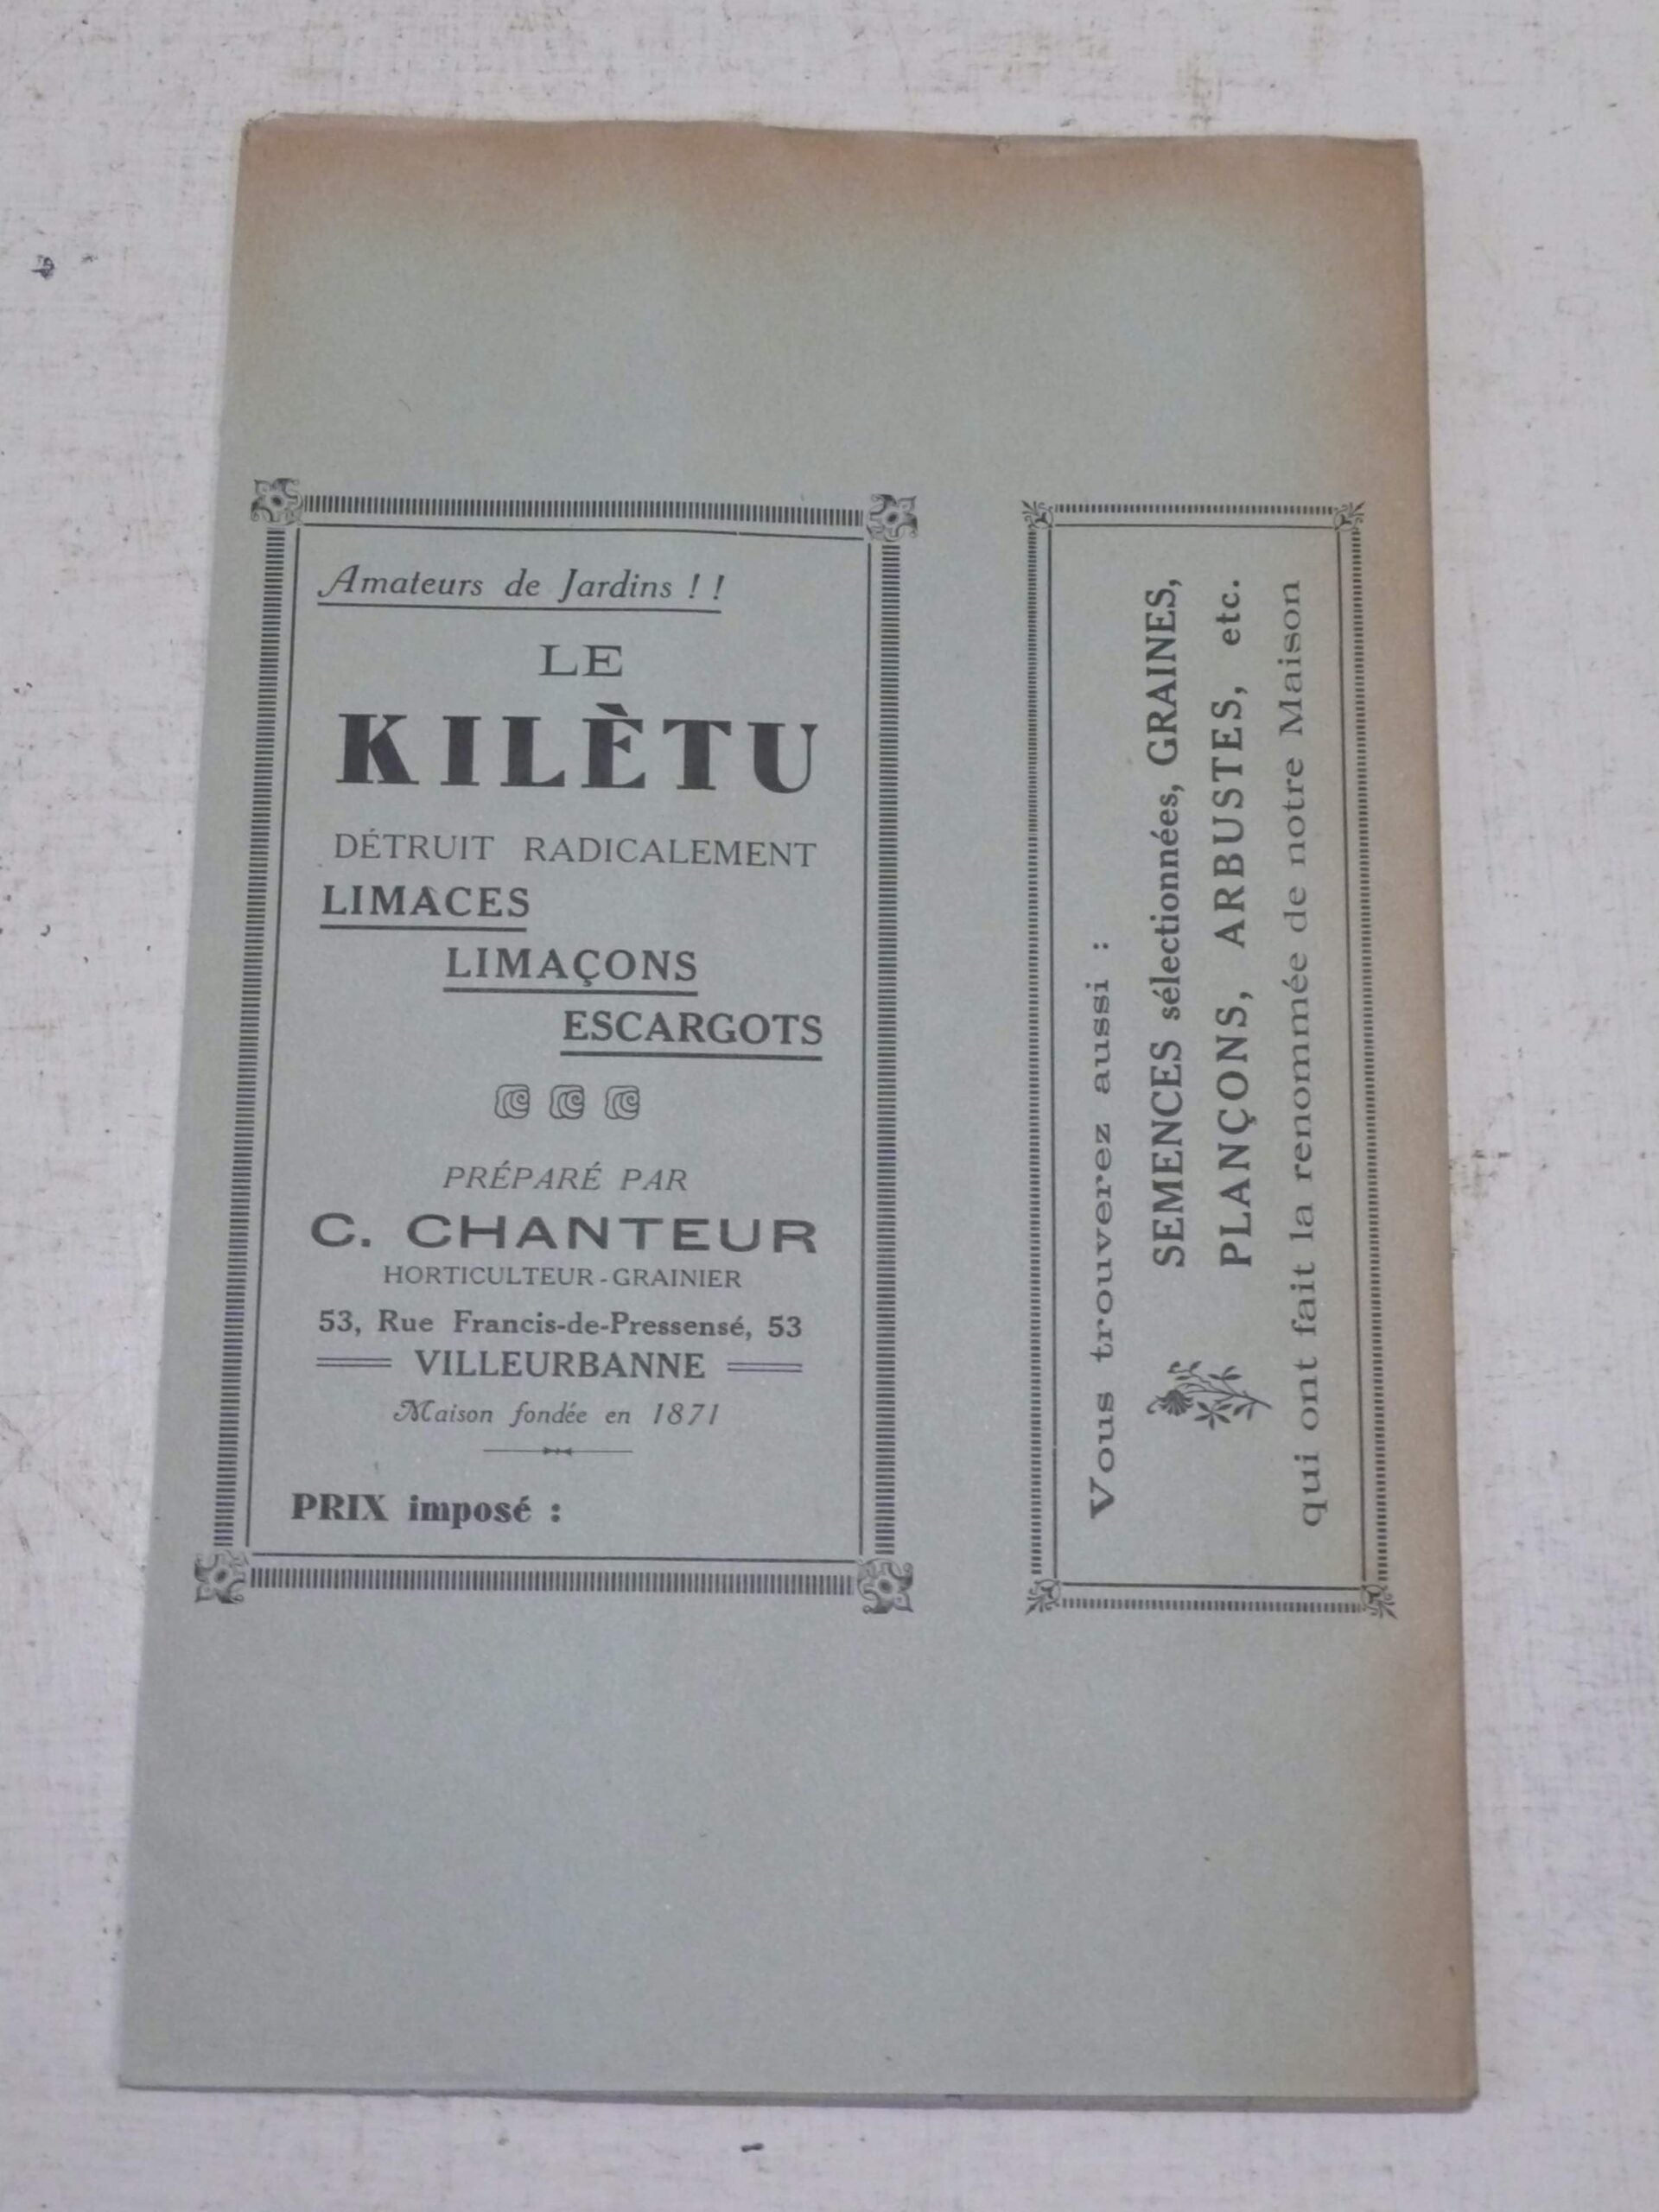 Amateurs de Jardins ! !
LE
KILÈTU
DÉTRUIT RADICALEMENT
LIMACES
LIMAÇONS
ESCARGOTS
PRÉPARÉ PAR
C. CHANTEUR
HORTICULTEUR-GRAINIER
53, Rue Francis-de-Pressensé, 53
VILLEURBANNE
Maison fondée en 1871
PRIX imposé :
Vous trouverez aussi :
SEMENCES sélectionnées, GRAINES,
PLANÇONS, ARBUSTES, etc.
qui ont fait la renommée de notre Maison